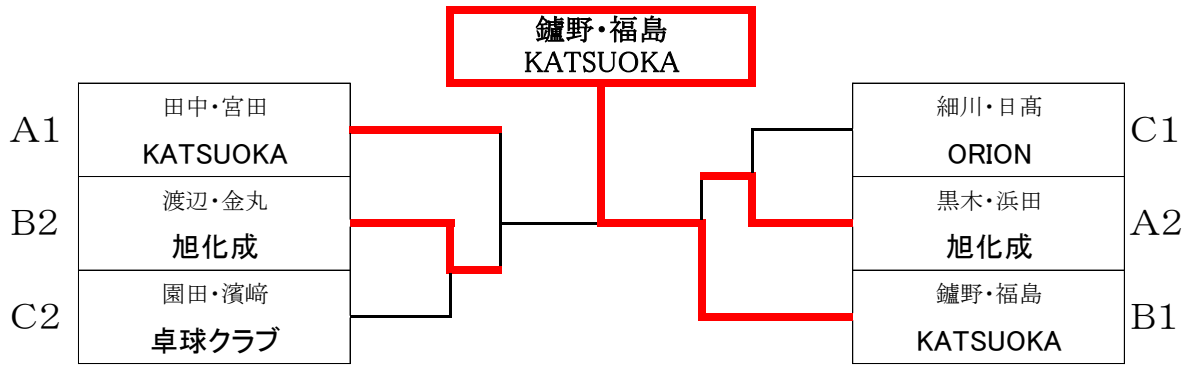 鑪野・福島
KATSUOKA
A1
田中・宮田
KATSUOKA
B2
渡辺・金丸
旭化成
C2
園田・濱﨑
卓球クラブ
細川・日髙
ORION
C1
黒木・浜田
旭化成
A2
鑪野・福島
KATSUOKA
B1